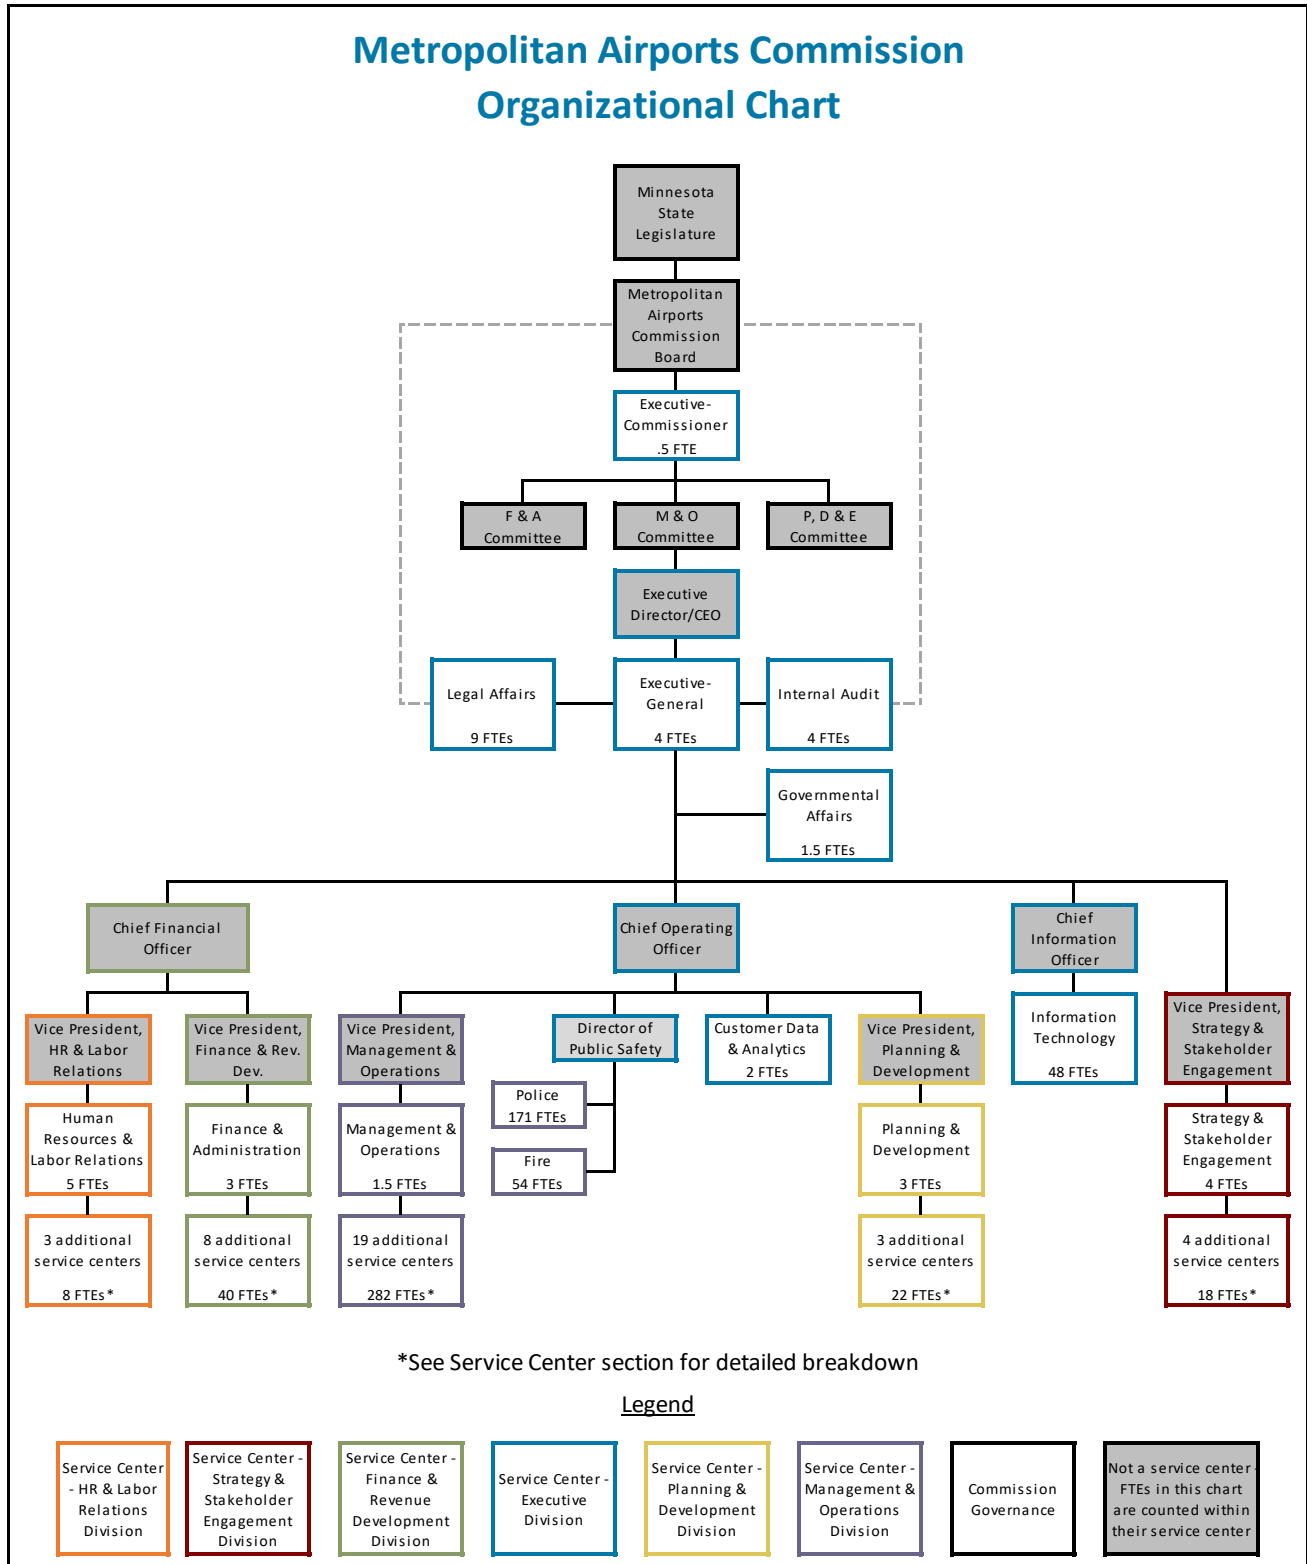 Metropolitan Airports Commission
Organizational Chart
Minnesota
State
Legislature
Metropolitan
Airports
Commission
Board
Executive-
Commissioner
.5 FTE
F & A
Committee
M & O
Committee
P, D & E
Committee
Executive
Director/CEO
Legal Affairs
9 FTEs
Executive-
General
4 FTEs
Internal Audit
4 FTEs
Governmental
Affairs
1.5 FTEs
Chief Financial
Officer
Chief Operating
Officer
Chief
Information
Officer
Vice President,
HR & Labor
Relations
Vice President,
Finance & Rev.
Dev.
Vice President,
Management &
Operations
Director of
Public Safety
Customer Data
& Analytics
2 FTEs
Vice President,
Planning &
Development
Information
Technology
48 FTEs
Vice President,
Strategy &
Stakeholder
Engagement
Police
171 FTEs
Fire
54 FTEs
Human
Resources &
Labor Relations
5 FTEs
Finance &
Administration
3 FTEs
Management &
Operations
1.5 FTEs
Planning &
Development
3 FTEs
Strategy &
Stakeholder
Engagement
4 FTEs
3 additional
service centers
8 FTEs*
8 additional
service centers
40 FTEs*
19 additional
service centers
282 FTEs*
3 additional
service centers
22 FTEs*
4 additional
service centers
18 FTEs*
*See Service Center section for detailed breakdown
Legend
Service Center
- HR & Labor
Relations
Division
Service Center -
Strategy &
Stakeholder
Engagement
Division
Service Center -
Finance &
Revenue
Development
Division
Service Center -
Executive
Division
Service Center -
Planning &
Development
Division
Service Center -
Management &
Operations
Division
Commission
Governance
Not a service center -
FTEs in this chart
are counted within
their service center